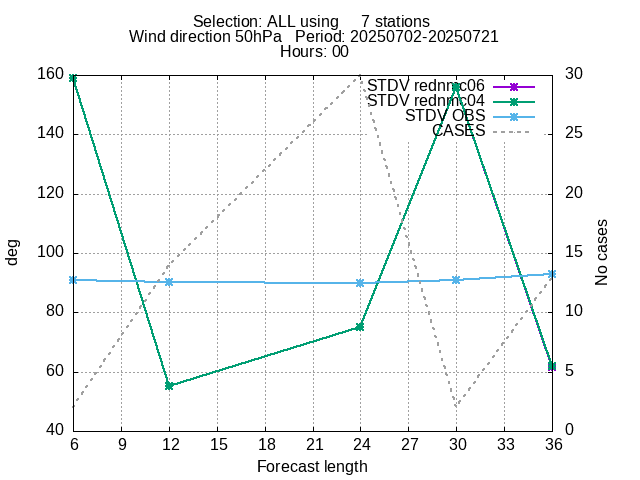 Selection: ALL using     7 stations
Wind direction 50hPa   Period: 20250702-20250721
Hours: 00
STDV rednmc06
STDV rednmc04
STDV OBS
CASES
160
140
120
100
80
60
40
30
25
20
15
10
5
0
deg
No cases
6 9 12 15 18 21 24 27 30 33 36
Forecast length